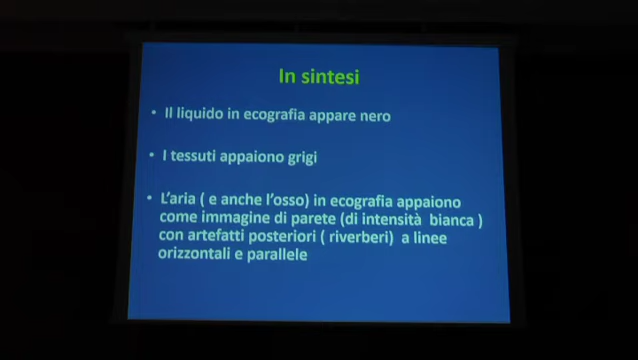 In sintesi
• Il liquido in ecografia appare nero
• I tessuti appaiono grigi
• L'aria ( e anche l'osso) in ecografia appaiono
come immagine di parete (di intensità bianca )
con artefatti posteriori ( riverberi) a linee
orizzontali e parallele